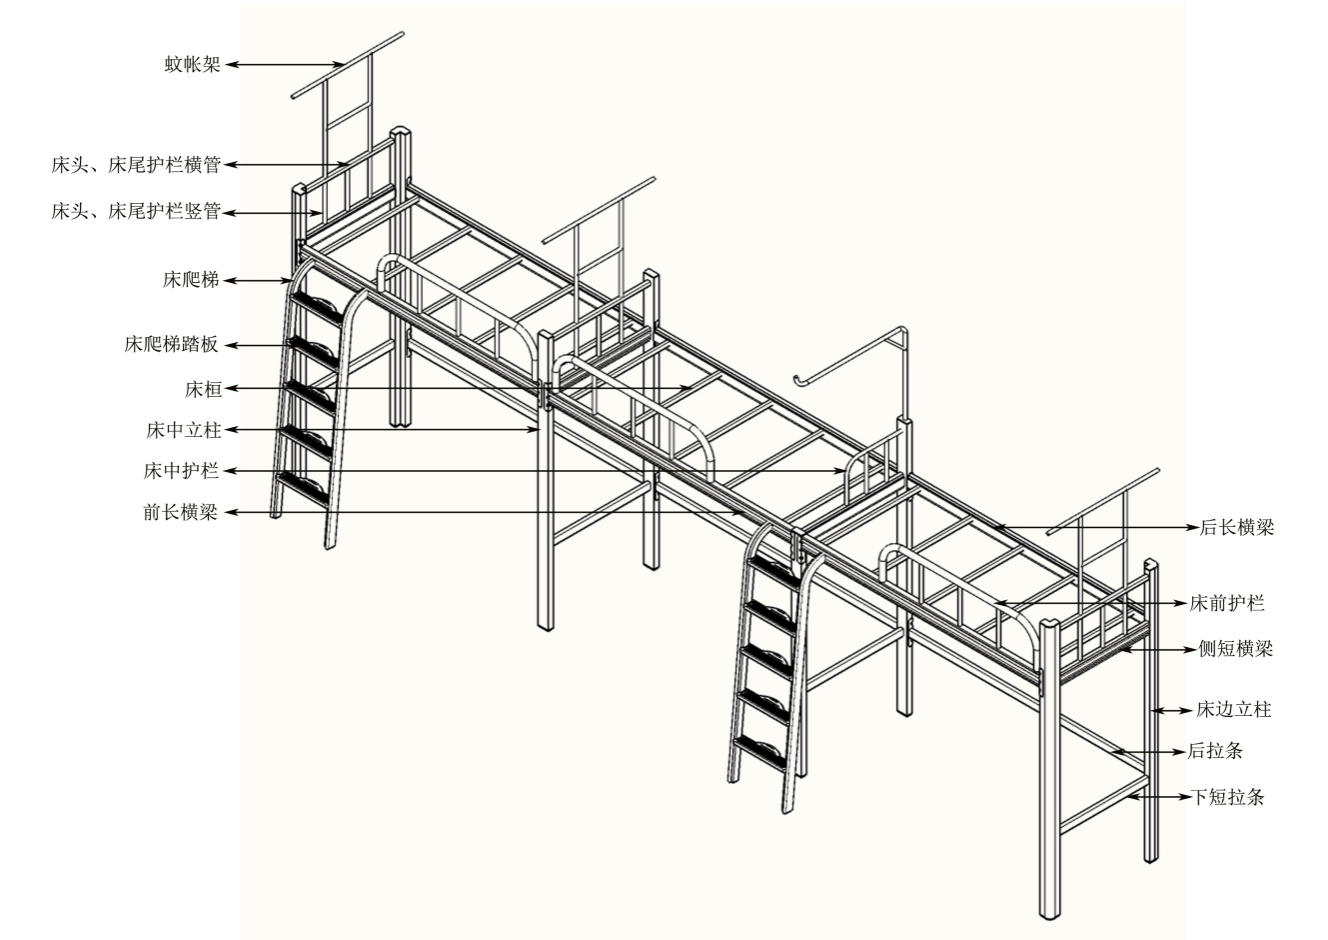 蚊帐架
床头、床尾护栏横管
床头、床尾护栏竖管
床爬梯
床爬梯踏板
床桓
床中立柱
床中护栏
前长横梁
后长横梁
床前护栏
侧短横梁
床边立柱
后拉条
下短拉条